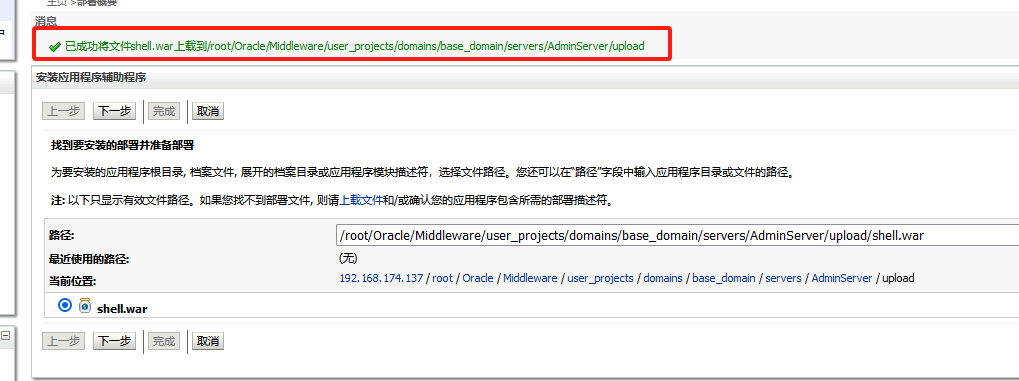 主页 >部署概要
消息
已成功将文件shell.war上载到/root/Oracle/Middleware/user_projects/domains/base_domain/servers/AdminServer/upload
安装应用程序辅助程序
上一步 下一步 完成 取消
找到要安装的部署并准备部署
为要安装的应用程序根目录, 档案文件, 展开的档案目录或应用程序模块描述符, 选择文件路径。您还可以在"路径"字段中输入应用程序目录或文件的路径。
注: 以下只显示有效文件路径。如果您找不到部署文件, 则请上载文件和/或确认您的应用程序包含所需的部署描述符。
路径: /root/Oracle/Middleware/user_projects/domains/base_domain/servers/AdminServer/upload/shell.war
最近使用的路径: (无)
当前位置: 192.168.174.137 / root / Oracle / Middleware / user_projects / domains / base_domain / servers / AdminServer / upload
shell.war
上一步 下一步 完成 取消